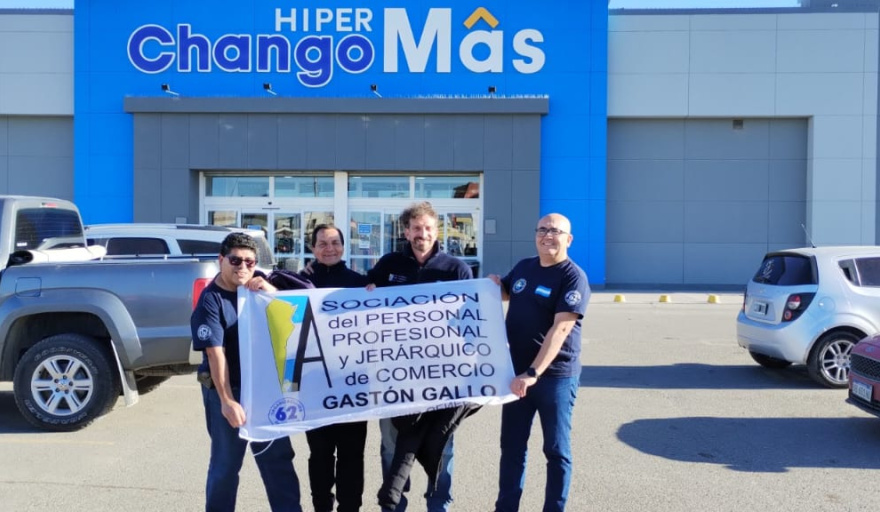 HIPER
ChangoMâs
A
SOCIACIÓN
del PERSONAL
PROFESIONAL
y JERÁRQUICO
de COMERCIO
GASTÓN GALLO
62